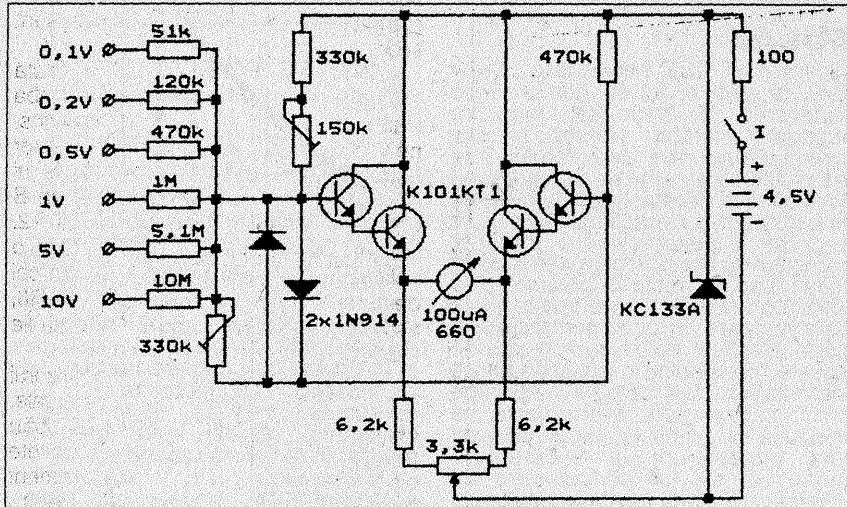 51k
0,1V
330k
470k
100
120k
0,2V
150k
470k
0,5V
I
+
K101KT1
1M
1V
4,5V
-
5,1M
5V
10M
10V
2x1N914
100uA
660
KC133A
330k
6,2k
6,2k
3,3k